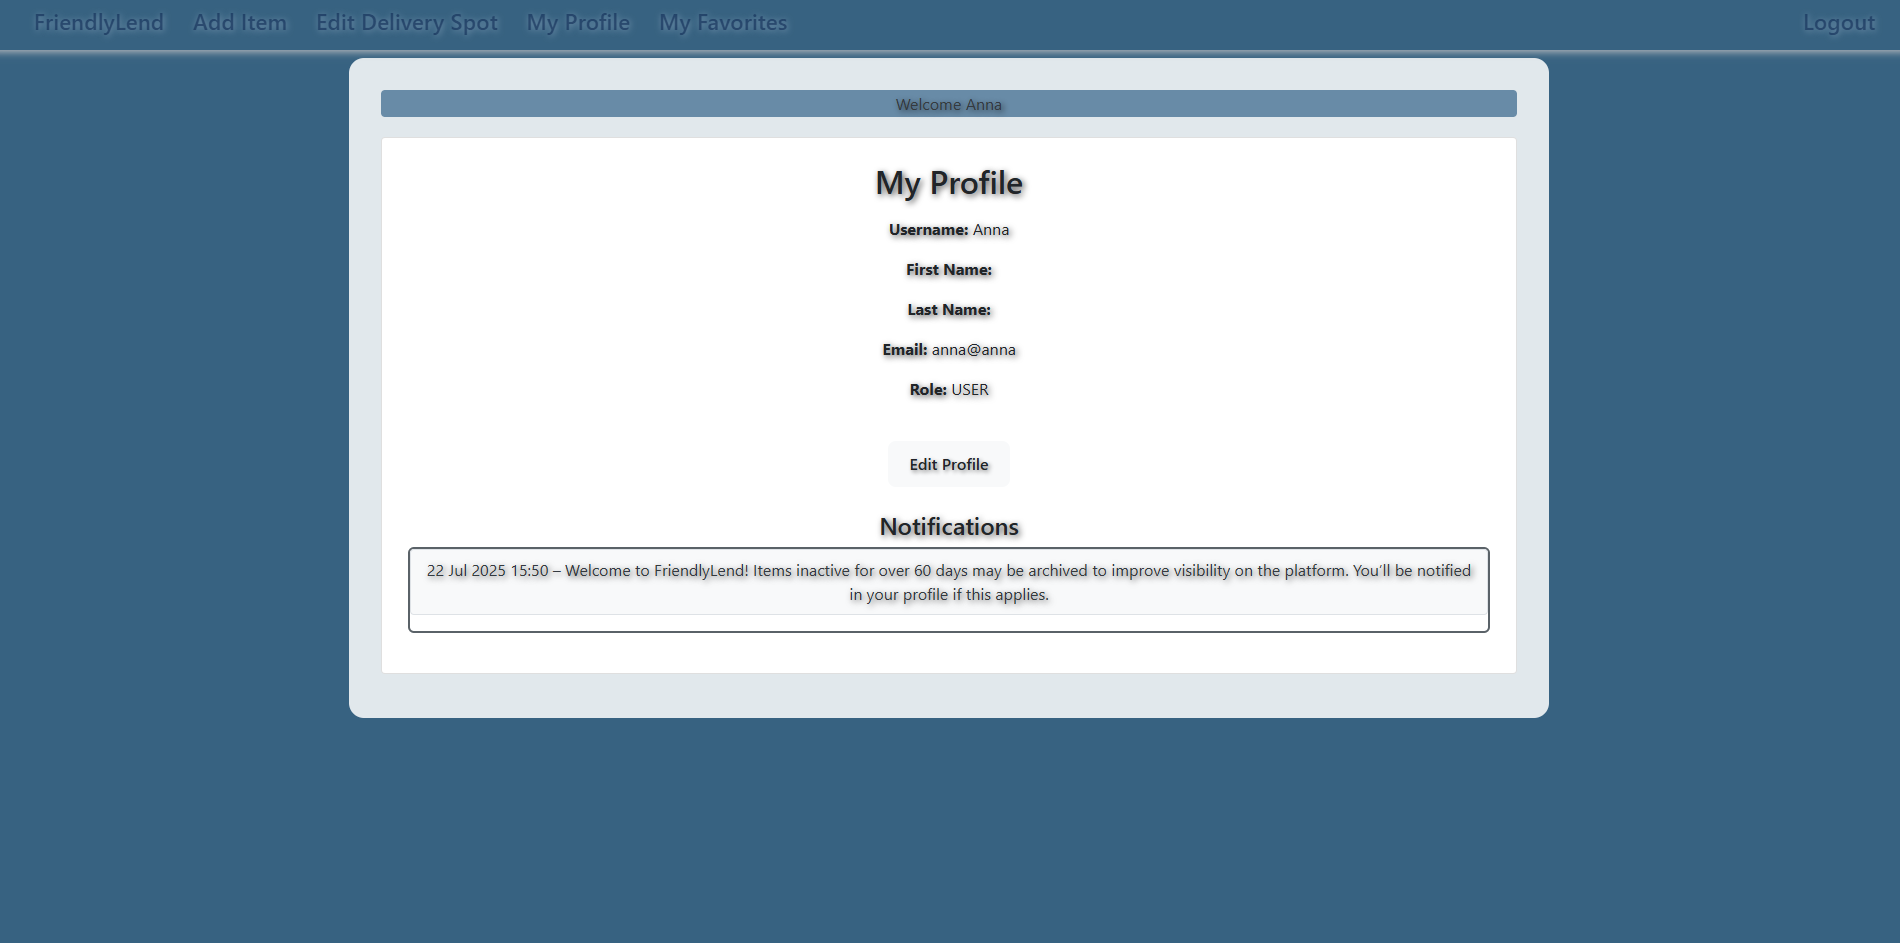 FriendlyLend Add Item Edit Delivery Spot My Profile My Favorites Logout
Welcome Anna
My Profile
Username: Anna
First Name:
Last Name:
Email: anna@anna
Role: USER
Edit Profile
Notifications
22 Jul 2025 15:50 – Welcome to FriendlyLend! Items inactive for over 60 days may be archived to improve visibility on the platform. You’ll be notified
in your profile if this applies.